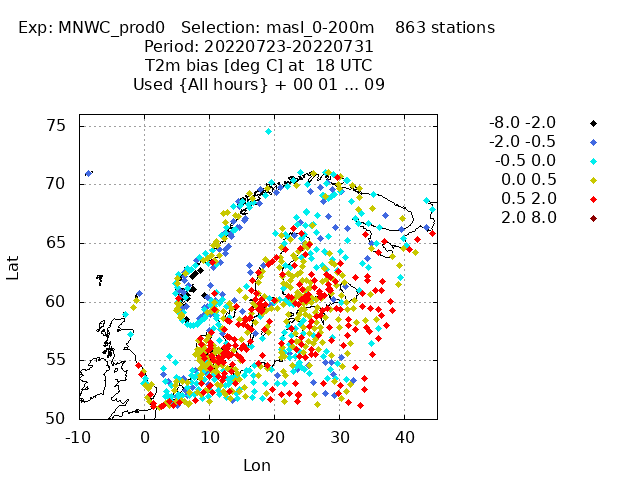 Exp: MNWC_prod0   Selection: masl_0-200m    863 stations
Period: 20220723-20220731
T2m bias [deg C] at  18 UTC
Used {All hours} + 00 01 ... 09
-8.0 -2.0
-2.0 -0.5
-0.5 0.0
0.0 0.5
0.5 2.0
2.0 8.0
75
70
65
60
55
50
Lat
-10 0 10 20 30 40
Lon